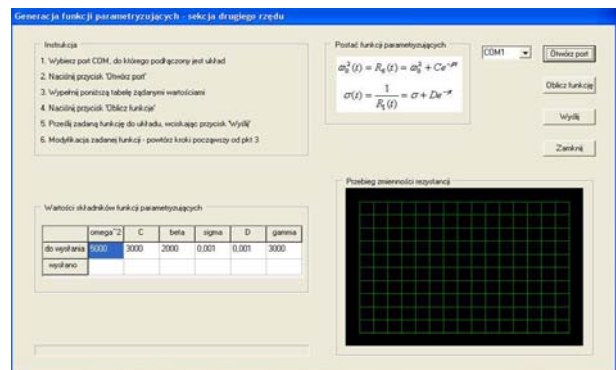 Generacja funkcji parametryzujących - sekcja drugiego rzędu
Instrukcja
1. Wybierz port COM, do którego podłączony jest układ
2. Naciśnij przycisk 'Otwórz port'
3. Wypełnij poniższą tabelę żądanymi wartościami
4. Naciśnij przycisk 'Oblicz funkcje'
5. Prześlij zadaną funkcję do układu, wciskając przycisk 'Wyślij'
6. Modyfikacja zadanej funkcji - powtórz kroki począwszy od pkt 3
Postać funkcji parametryzujących
ω₀²(t) = Rₐ(t) = ω₀² + Ce^-βt
σ(t) = 1 / R₁(t) = σ + De^-γt
COM1
Otwórz port
Oblicz funkcję
Wyślij
Zamknij
Wartości składników funkcji parametryzujących
omega^2 C beta sigma D gamma
do wysłania 5000 3000 2000 0,001 0,001 3000
wysłano
Przebieg zmienności rezystancji